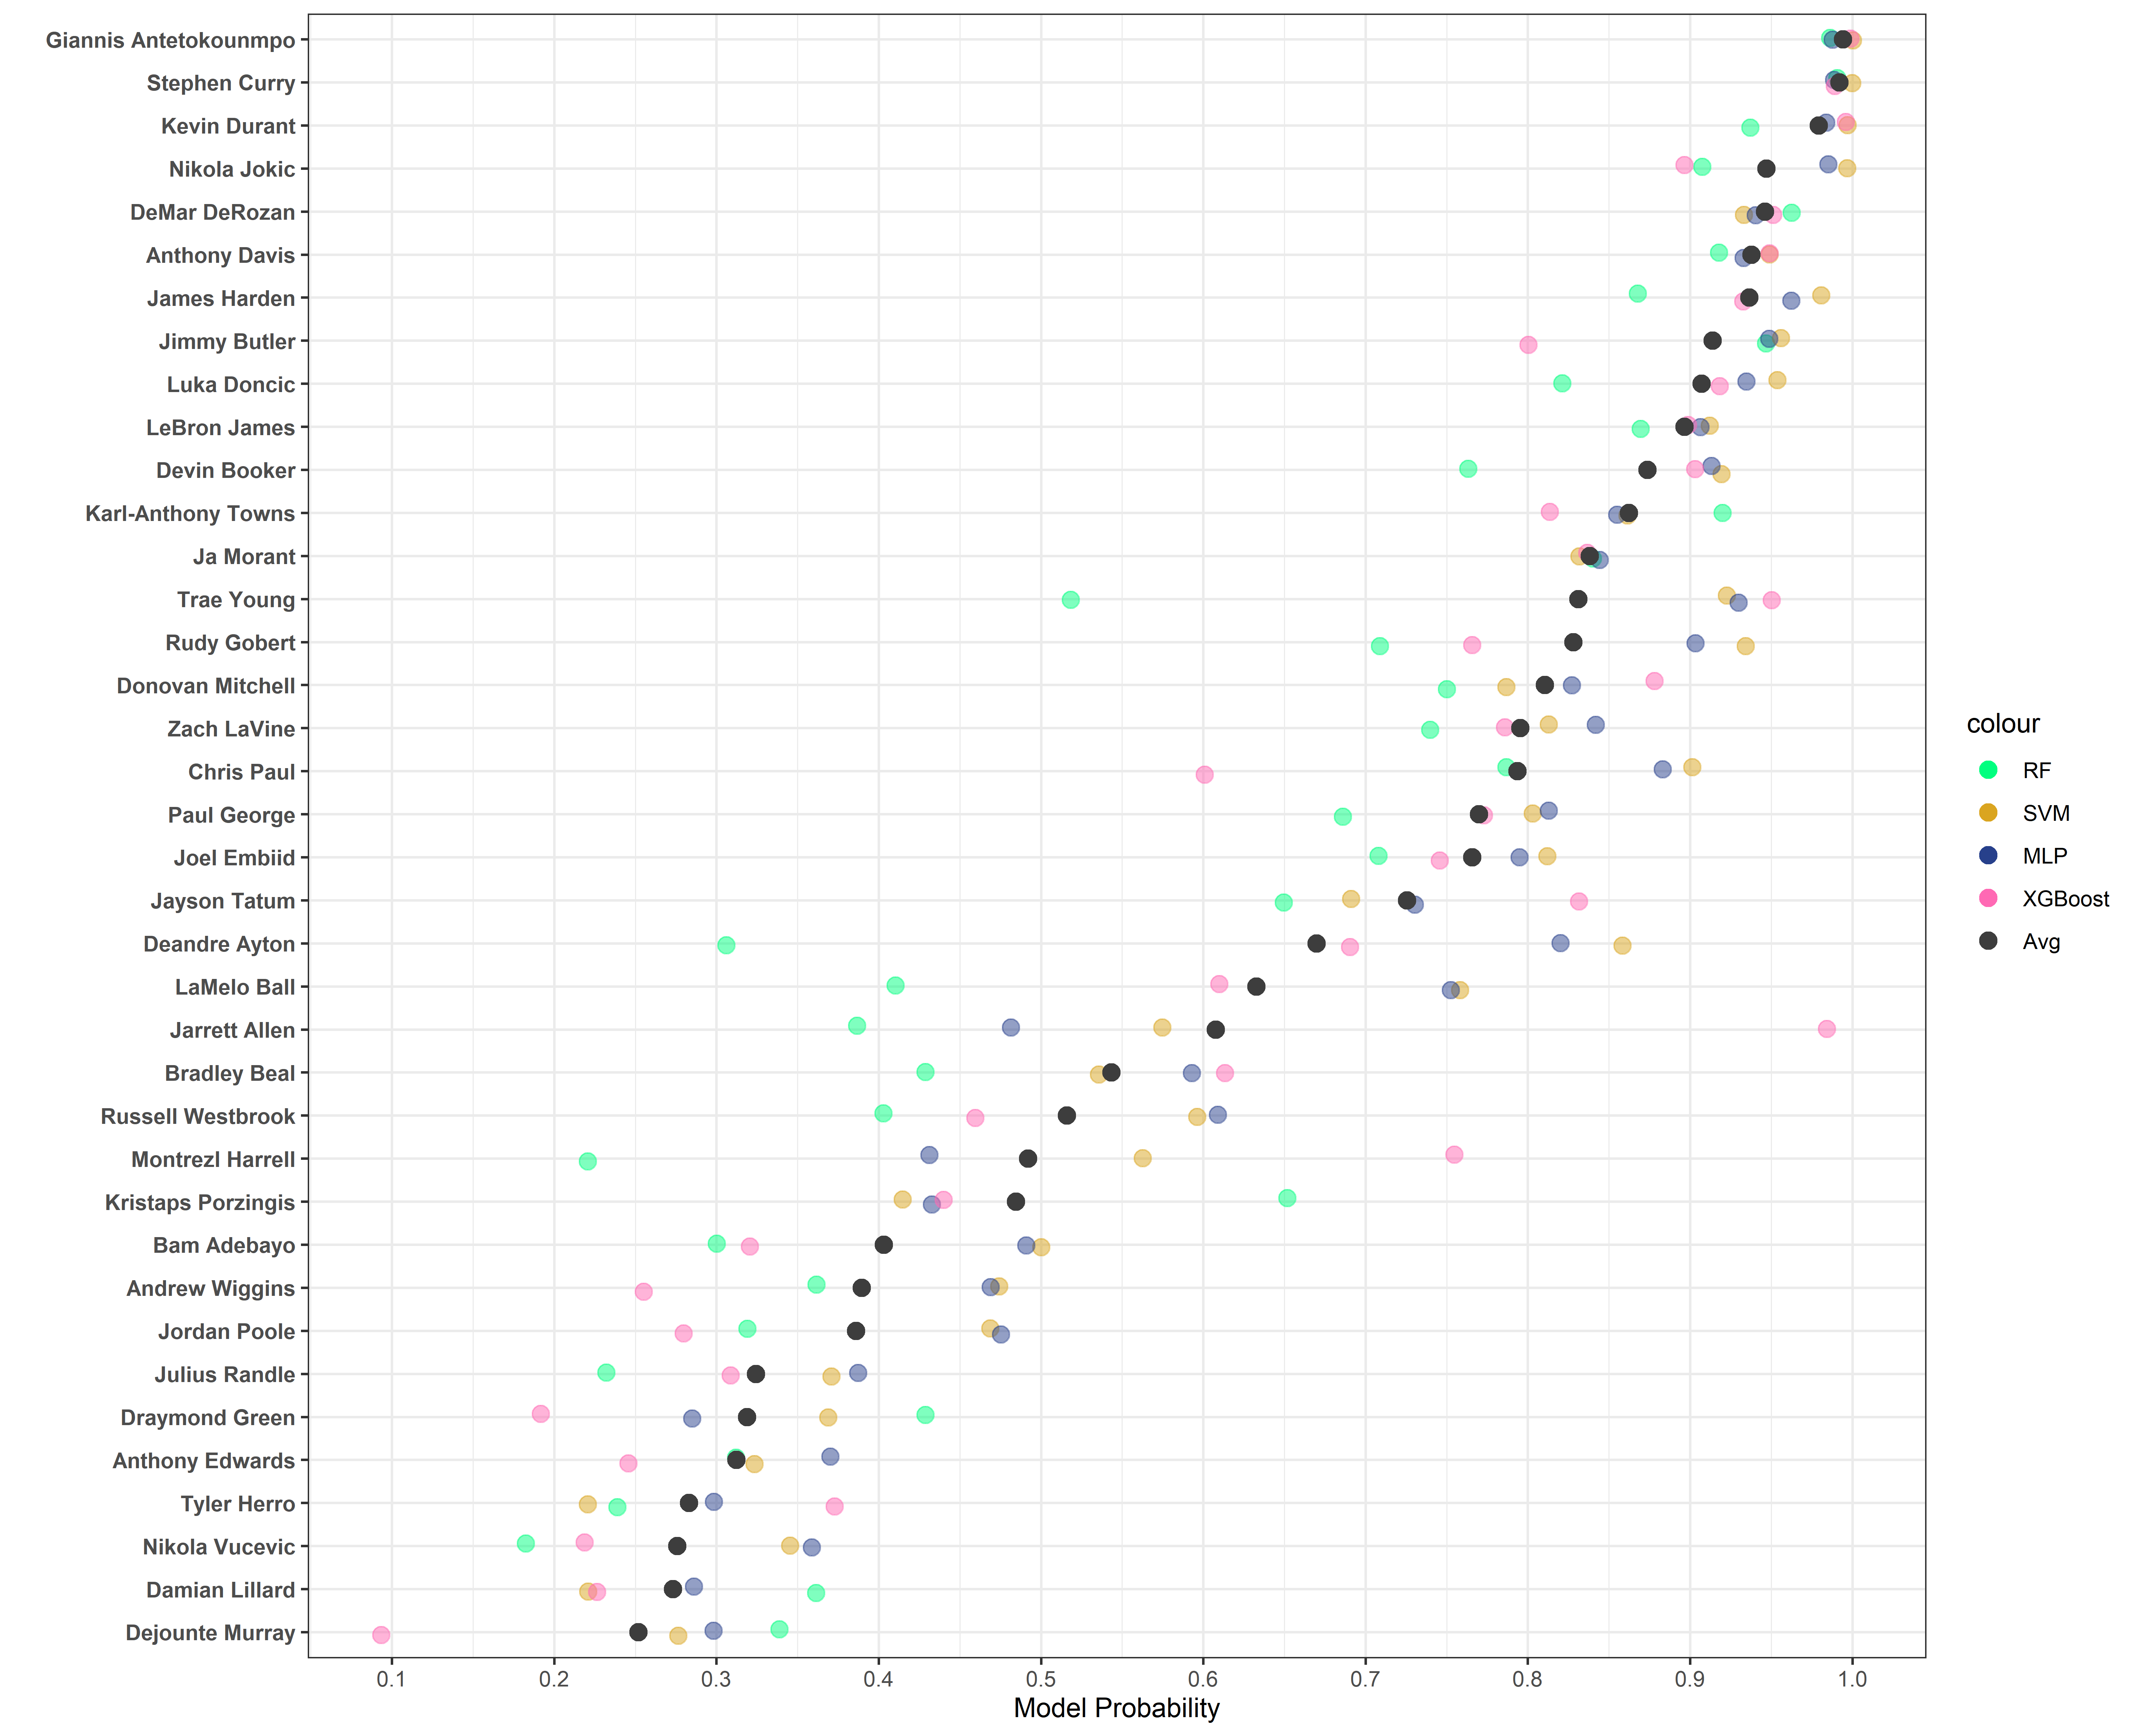 Giannis Antetokounmpo
Stephen Curry
Kevin Durant
Nikola Jokic
DeMar DeRozan
Anthony Davis
James Harden
Jimmy Butler
Luka Doncic
LeBron James
Devin Booker
Karl-Anthony Towns
Ja Morant
Trae Young
Rudy Gobert
Donovan Mitchell
Zach LaVine
Chris Paul
Paul George
Joel Embiid
Jayson Tatum
Deandre Ayton
LaMelo Ball
Jarrett Allen
Bradley Beal
Russell Westbrook
Montrezl Harrell
Kristaps Porzingis
Bam Adebayo
Andrew Wiggins
Jordan Poole
Julius Randle
Draymond Green
Anthony Edwards
Tyler Herro
Nikola Vucevic
Damian Lillard
Dejounte Murray
0.1 0.2 0.3 0.4 0.5 0.6 0.7 0.8 0.9 1.0
Model Probability
colour
RF
SVM
MLP
XGBoost
Avg